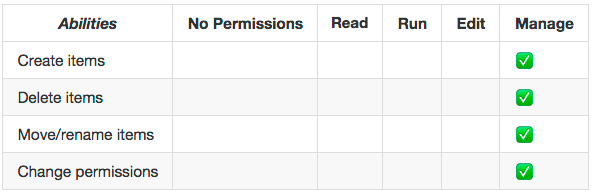 Abilities No Permissions Read Run Edit Manage
Create items ✅
Delete items ✅
Move/rename items ✅
Change permissions ✅